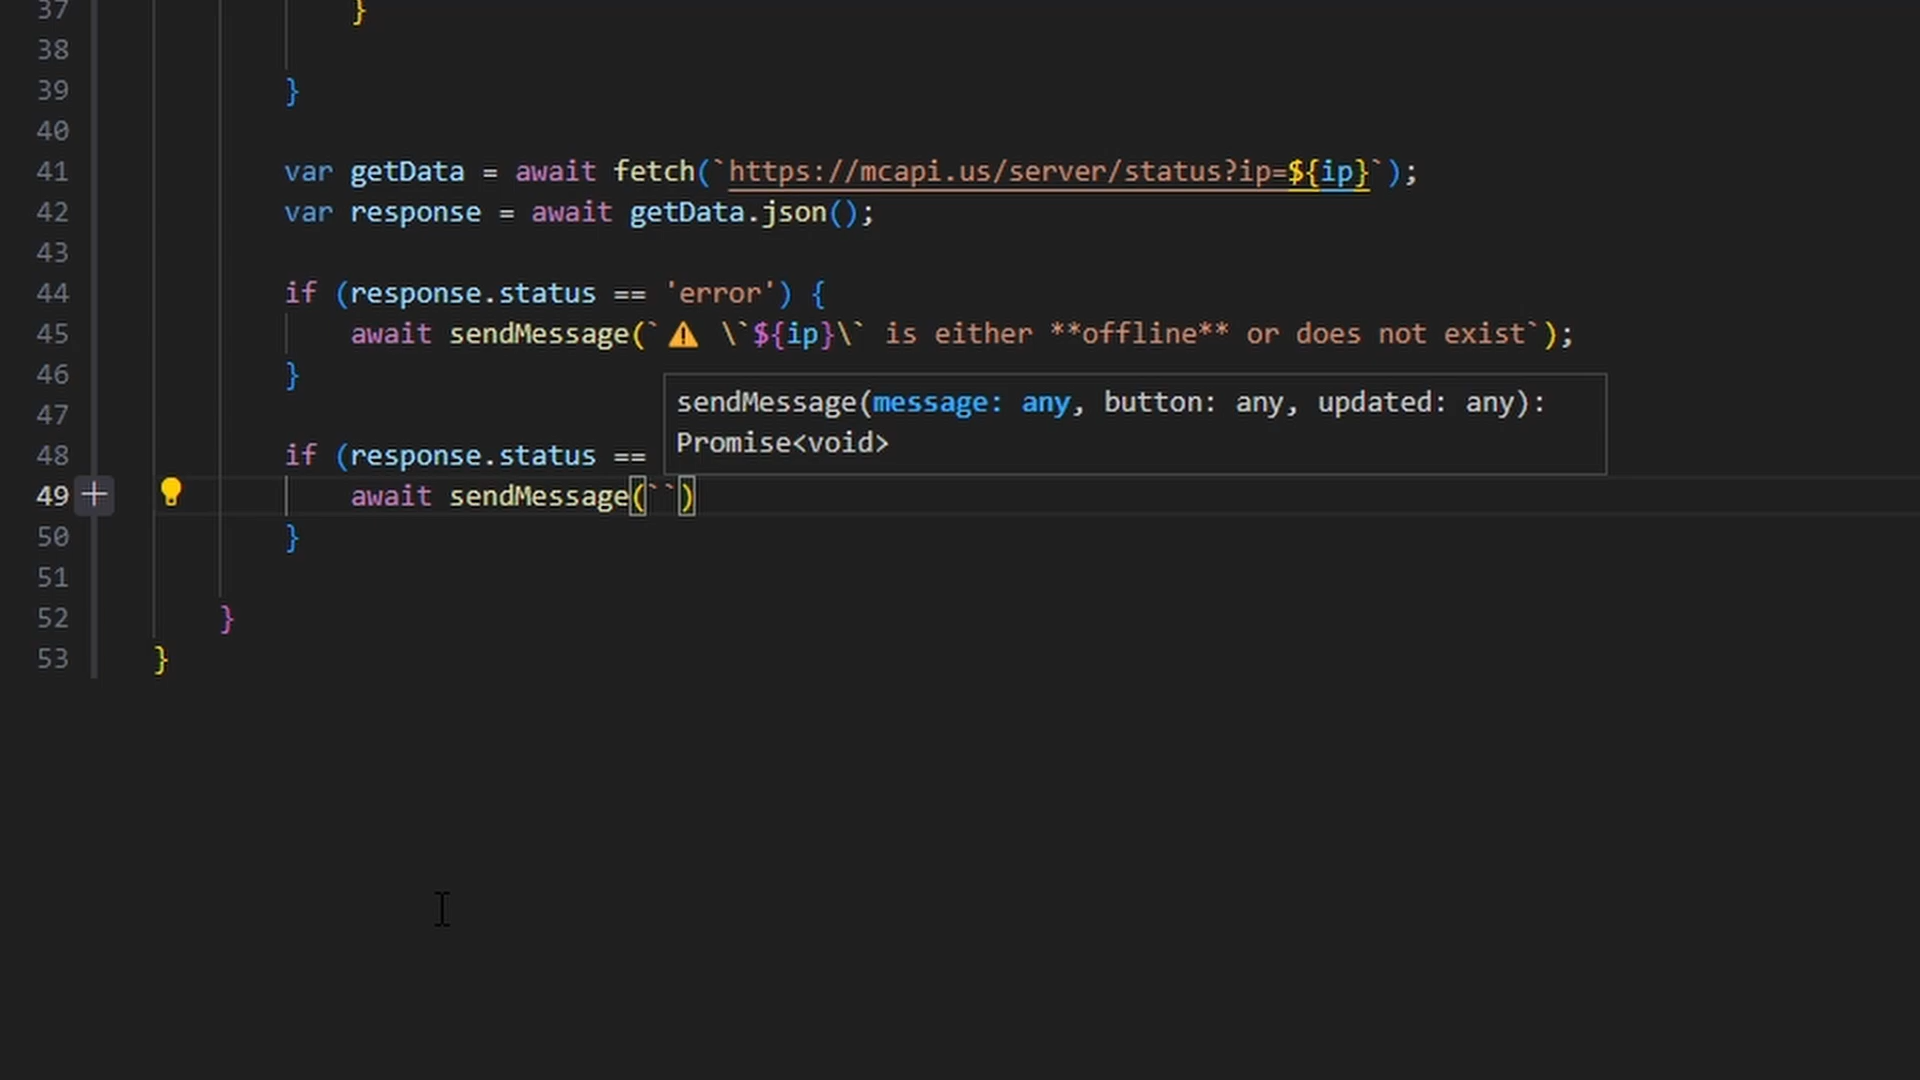 37 }
38
39 }
40
41 var getData = await fetch(`https://mcapi.us/server/status?ip=${ip}`);
42 var response = await getData.json();
43
44 if (response.status == 'error') {
45 await sendMessage(`⚠️ \`${ip}\` is either **offline** or does not exist`);
46 }
sendMessage(message: any, button: any, updated: any):
47
Promise<void>
48 if (response.status ==
49 await sendMessage(``)
50 }
51
52 }
53 }